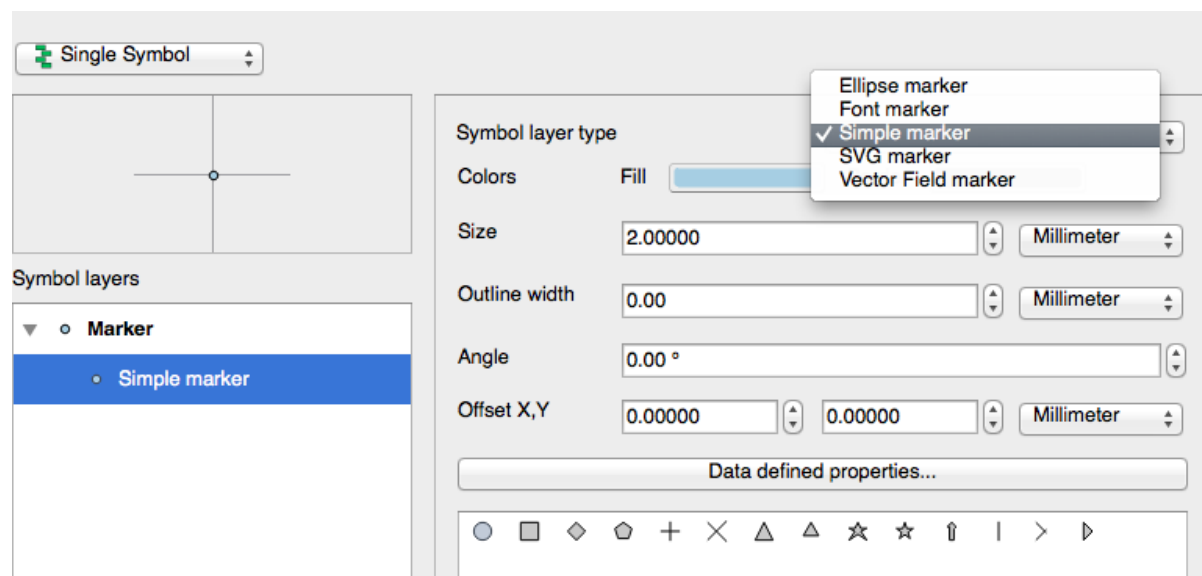 Single Symbol
Ellipse marker
Font marker
✓ Simple marker
SVG marker
Vector Field marker
Symbol layer type
Colors Fill
Size 2.00000 Millimeter
Symbol layers
Outline width 0.00 Millimeter
Marker
Simple marker
Angle 0.00 °
Offset X,Y 0.00000 0.00000 Millimeter
Data defined properties...